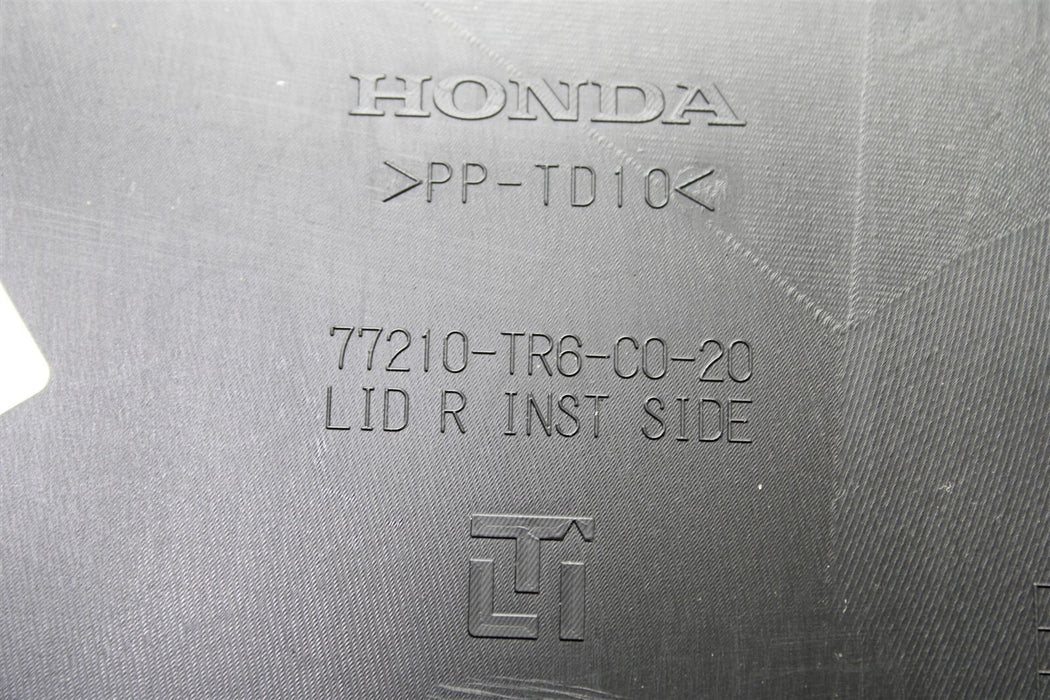 HONDA
>PP-TD10<
77210-TR6-C0-20
LID R INST SIDE